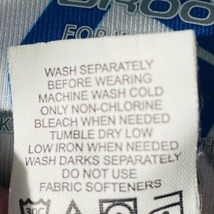 BROO
WASH SEPARATELY
BEFORE WEARING
MACHINE WASH COLD
ONLY NON-CHLORINE
BLEACH WHEN NEEDED
TUMBLE DRY LOW
LOW IRON WHEN NEEDED
WASH DARKS SEPARATELY
DO NOT USE
FABRIC SOFTENERS